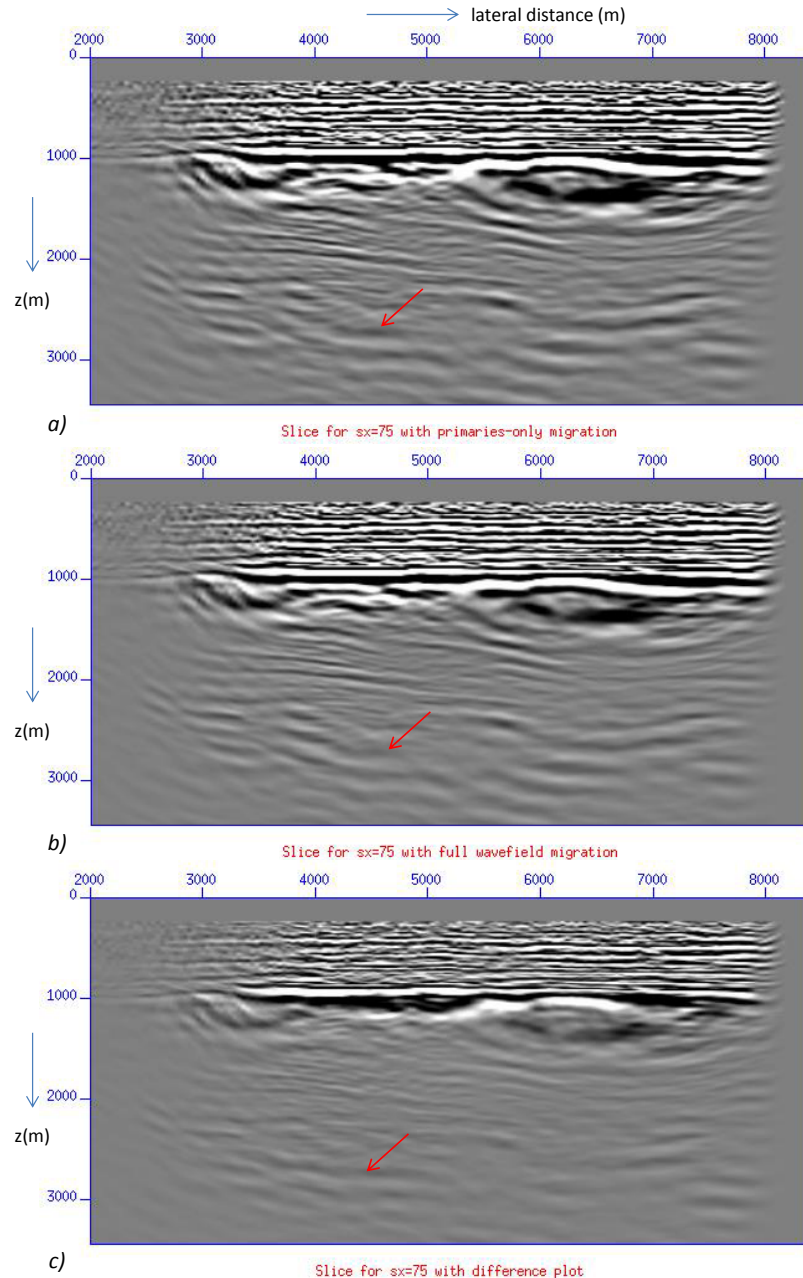 lateral distance (m)
2000 3000 4000 5000 6000 7000 8000
0
1000
2000
z(m)
3000
a)
Slice for sx=75 with primaries-only migration
2000 3000 4000 5000 6000 7000 8000
0
1000
2000
z(m)
3000
b)
Slice for sx=75 with full wavefield migration
2000 3000 4000 5000 6000 7000 8000
0
1000
2000
z(m)
3000
c)
Slice for sx=75 with difference plot